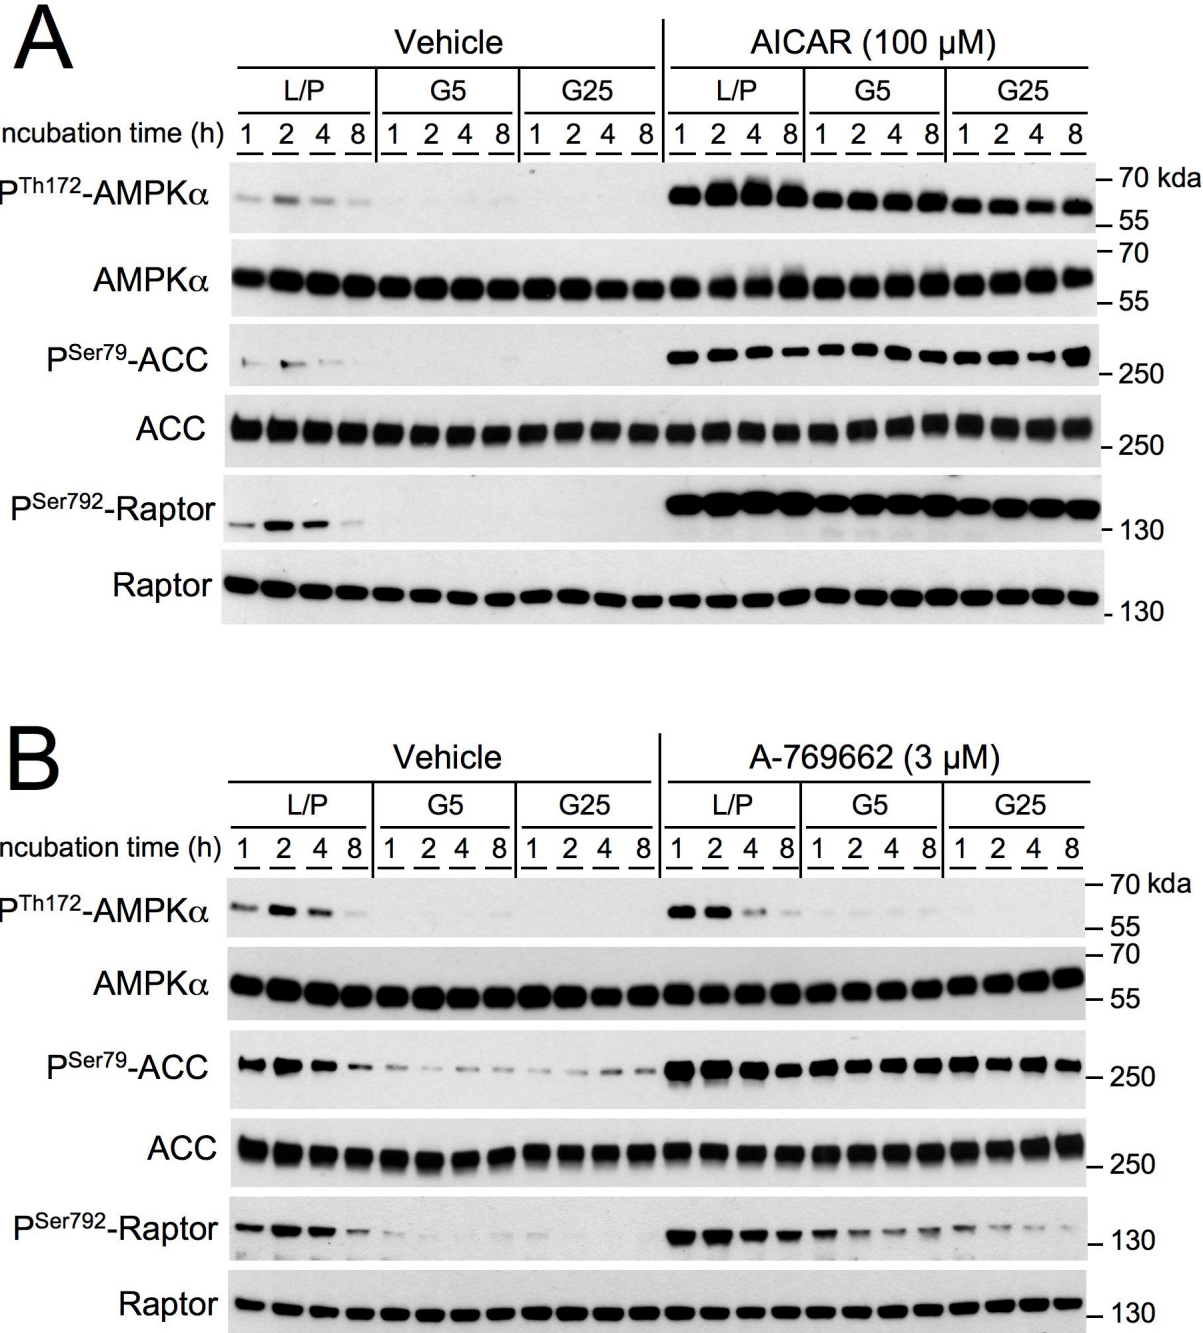 A
Vehicle AICAR (100 µM)
L/P G5 G25 L/P G5 G25
ncubation time (h) 1 2 4 8 1 2 4 8 1 2 4 8 1 2 4 8 1 2 4 8 1 2 4 8
PTh172-AMPKα 70 kda
55
AMPKα 70
55
PSer79-ACC 250
ACC 250
PSer792-Raptor 130
Raptor 130
B
Vehicle A-769662 (3 µM)
L/P G5 G25 L/P G5 G25
ncubation time (h) 1 2 4 8 1 2 4 8 1 2 4 8 1 2 4 8 1 2 4 8 1 2 4 8
PTh172-AMPKα 70 kda
55
AMPKα 70
55
PSer79-ACC 250
ACC 250
PSer792-Raptor 130
Raptor 130